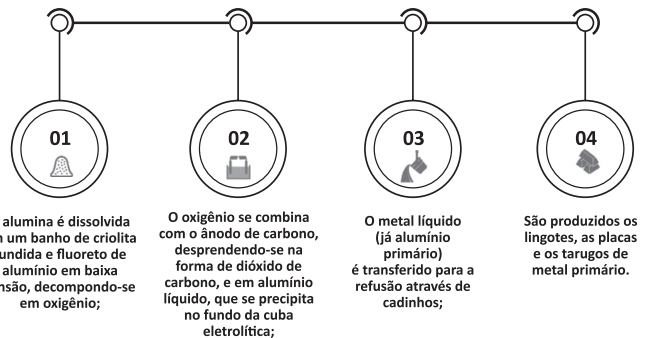 01
alumina é dissolvida
um banho de criolita
fundida e fluoreto de
alumínio em baixa
decompondo-se
em oxigênio;
02
O oxigênio se combina
com o ânodo de carbono,
desprendendo-se na
forma de dióxido de
carbono, e em alumínio
líquido, que se precipita
no fundo da cuba
eletrolítica;
03
O metal líquido
(já alumínio
primário)
é transferido para a
refusão através de
cadinhos;
04
São produzidos os
lingotes, as placas
e os tarugos de
metal primário.